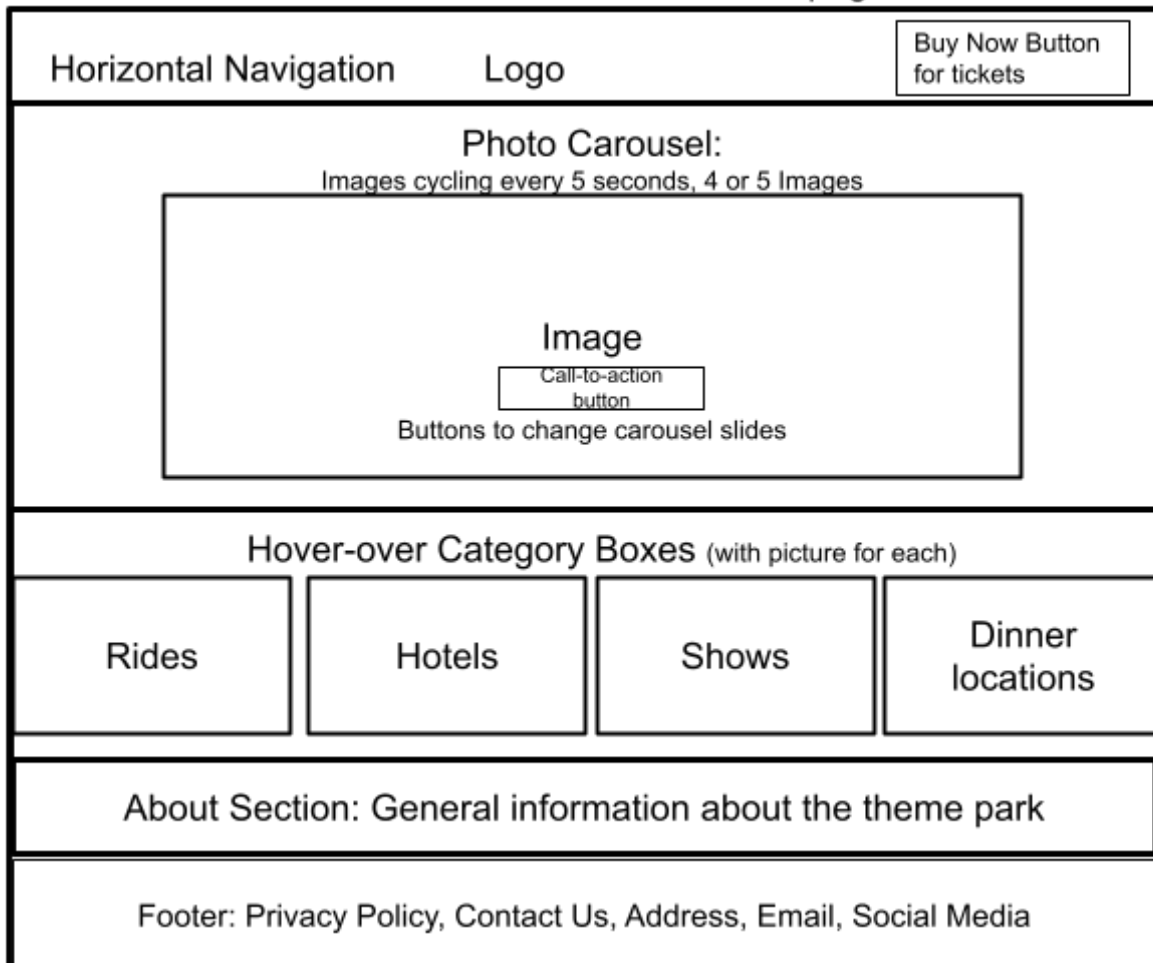 Horizontal Navigation
Logo
Buy Now Button
for tickets
Photo Carousel:
Images cycling every 5 seconds, 4 or 5 Images
Image
Call-to-action
button
Buttons to change carousel slides
Hover-over Category Boxes (with picture for each)
Rides
Hotels
Shows
Dinner
locations
About Section: General information about the theme park
Footer: Privacy Policy, Contact Us, Address, Email, Social Media